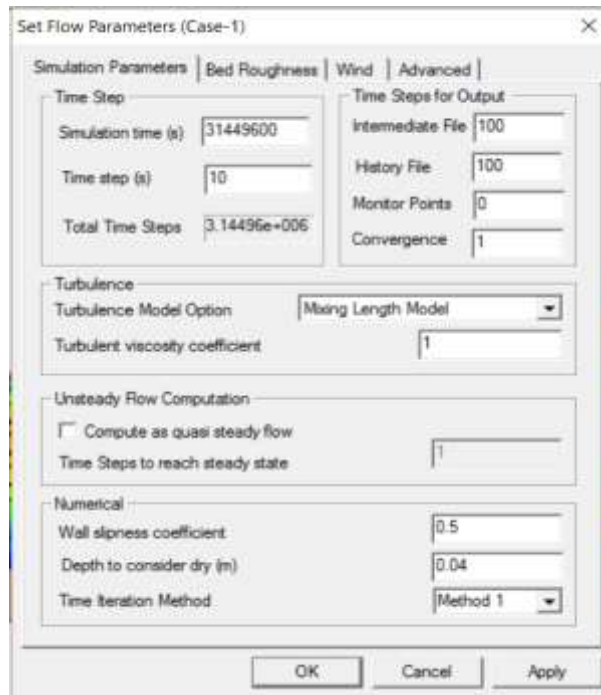 Set Flow Parameters (Case-1)
Simulation Parameters Bed Roughness Wind Advanced
Time Step
Simulation time (s) 31449600
Time step (s) 10
Total Time Steps 3.14496e+006
Time Steps for Output
Intermediate File 100
History File 100
Monitor Points 0
Convergence 1
Turbulence
Turbulence Model Option Mixing Length Model
Turbulent viscosity coefficient 1
Unsteady Flow Computation
Compute as quasi steady flow
Time Steps to reach steady state 1
Numerical
Wall slipness coefficient 0.5
Depth to consider dry (m) 0.04
Time Iteration Method Method 1
OK Cancel Apply